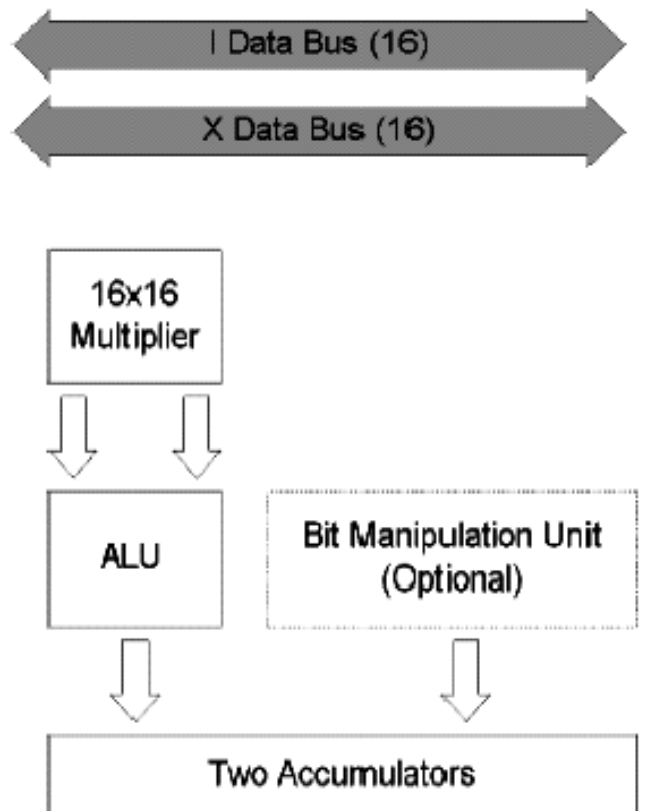 I Data Bus (16)
X Data Bus (16)
16x16
Multiplier
ALU
Bit Manipulation Unit
(Optional)
Two Accumulators